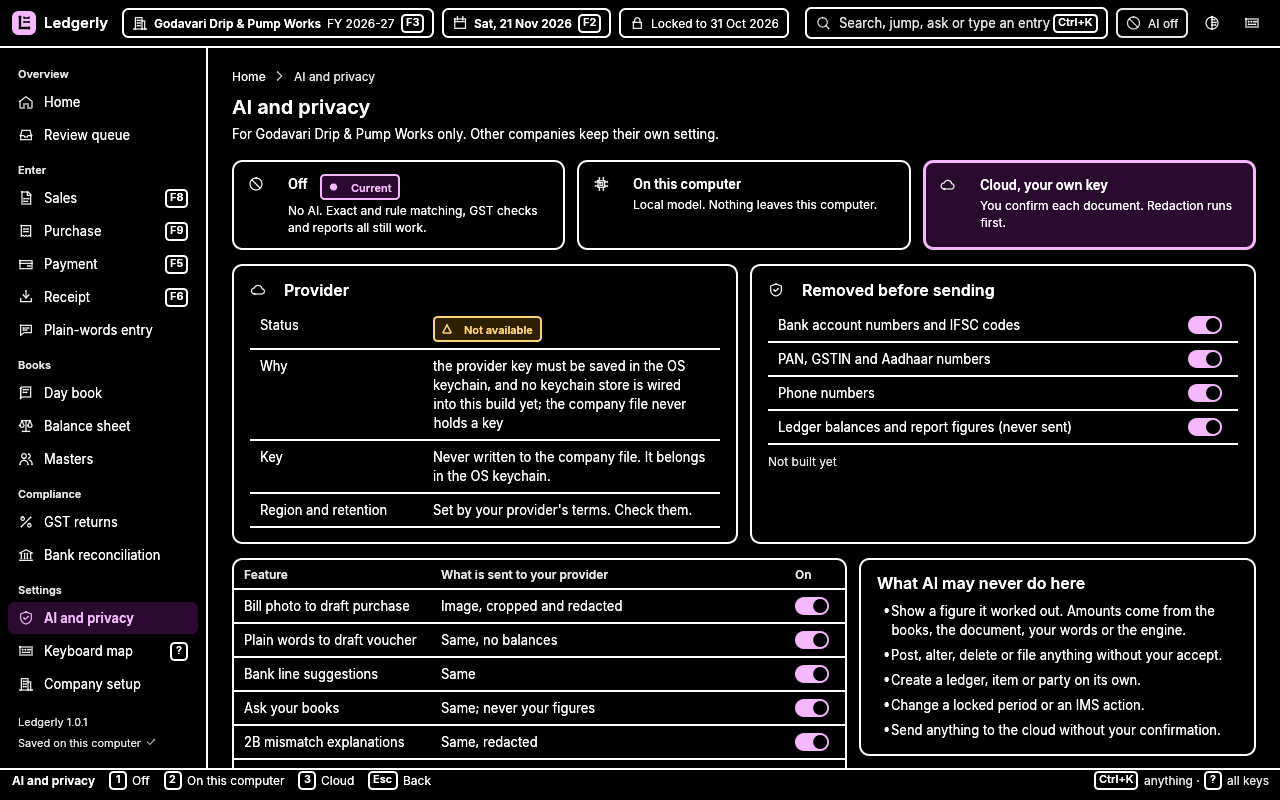 Ledgerly
Godavari Drip & Pump Works FY 2026-27 F3
Sat, 21 Nov 2026 F2
Locked to 31 Oct 2026
Search, jump, ask or type an entry Ctrl+K
AI off
Overview
Home
Review queue
Enter
Sales F8
Purchase F9
Payment F5
Receipt F6
Plain-words entry
Books
Day book
Balance sheet
Masters
Compliance
GST returns
Bank reconciliation
Settings
AI and privacy
Keyboard map ?
Company setup
Ledgerly 1.0.1
Saved on this computer
Home > AI and privacy
AI and privacy
For Godavari Drip & Pump Works only. Other companies keep their own setting.
Off Current
No AI. Exact and rule matching, GST checks
and reports all still work.
On this computer
Local model. Nothing leaves this computer.
Cloud, your own key
You confirm each document. Redaction runs
first.
Provider
Status Not available
Why the provider key must be saved in the OS
keychain, and no keychain store is wired
into this build yet; the company file never
holds a key
Key Never written to the company file. It belongs
in the OS keychain.
Region and retention Set by your provider's terms. Check them.
Removed before sending
Bank account numbers and IFSC codes
PAN, GSTIN and Aadhaar numbers
Phone numbers
Ledger balances and report figures (never sent)
Not built yet
Feature What is sent to your provider On
Bill photo to draft purchase Image, cropped and redacted
Plain words to draft voucher Same, no balances
Bank line suggestions Same
Ask your books Same; never your figures
2B mismatch explanations Same, redacted
What AI may never do here
•Show a figure it worked out. Amounts come from the
books, the document, your words or the engine.
•Post, alter, delete or file anything without your accept.
•Create a ledger, item or party on its own.
•Change a locked period or an IMS action.
•Send anything to the cloud without your confirmation.
AI and privacy 1 Off 2 On this computer 3 Cloud Esc Back
Ctrl+K anything · ? all keys